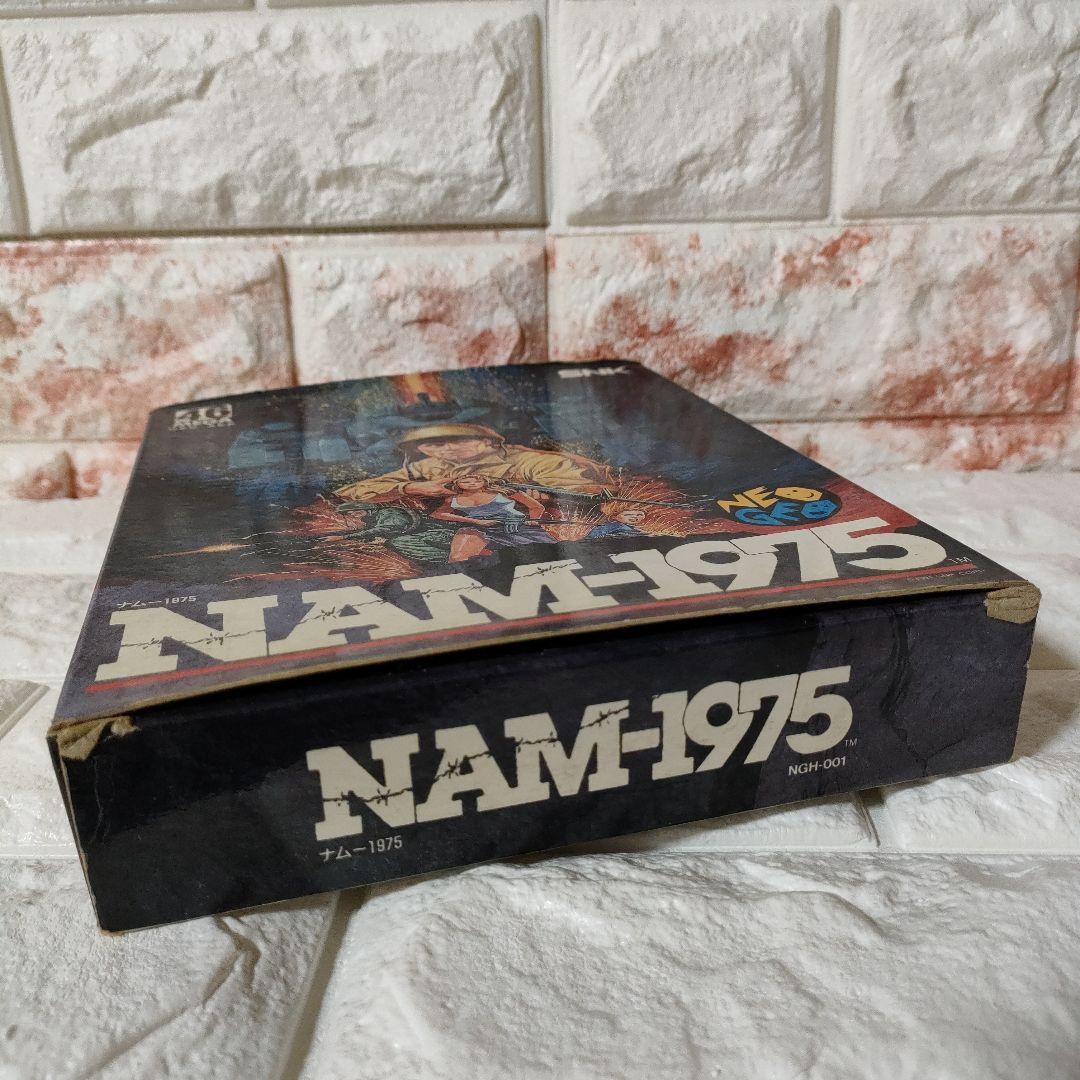 SNK
46
MEGA
NEO
GEO
ナムー1975
NAM-1975
TM
NAM-1975
TM
NGH-001
ナムー1975